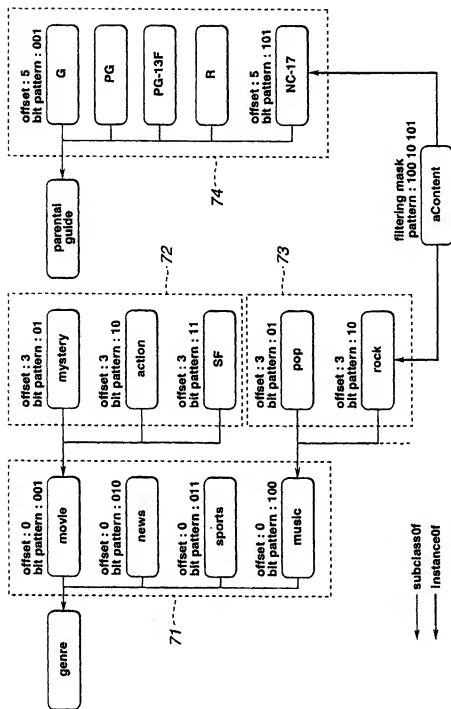 genre
71
offset : 0
bit pattern : 001
movie
offset : 0
bit pattern : 010
news
offset : 0
bit pattern : 011
sports
offset : 0
bit pattern : 100
music
72
offset : 3
bit pattern : 01
mystery
offset : 3
bit pattern : 10
action
offset : 3
bit pattern : 11
SF
73
offset : 3
bit pattern : 01
pop
offset : 3
bit pattern : 10
rock
parental
guide
74
offset : 5
bit pattern : 001
G
PG
PG-13F
R
offset : 5
bit pattern : 101
NC-17
filtering mask
pattern : 100 10 101
aContent
subclassOf
InstanceOf